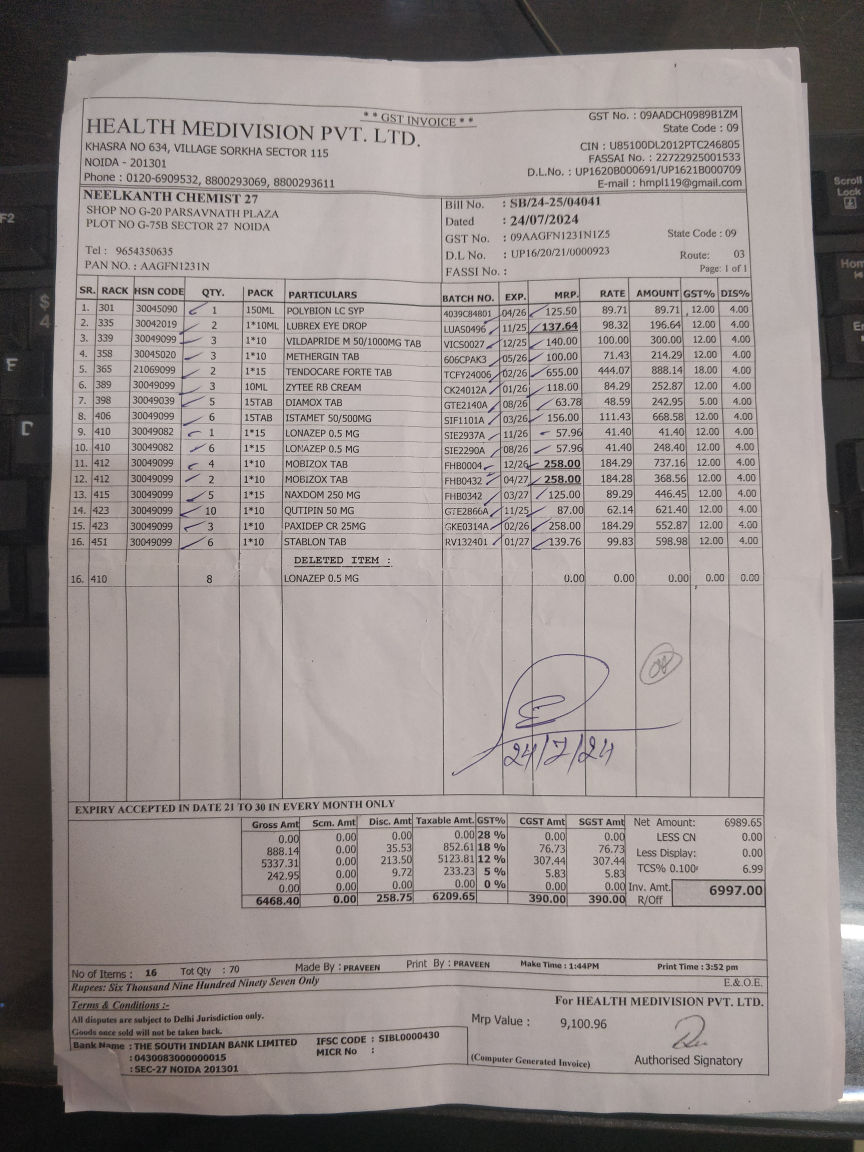 ** GST INVOICE **
HEALTH MEDIVISION PVT. LTD.
KHASRA NO 634, VILLAGE SORKHA SECTOR 115
NOIDA - 201301
Phone : 0120-6909532, 8800293069, 8800293611
GST No. : 09AADCH0989B1ZM
State Code : 09
CIN : U85100DL2012PTC246805
FASSAI No. : 22722925001533
D.L.No. : UP1620B000691/UP1621B000709
E-mail : hmpl119@gmail.com
NEELKANTH CHEMIST 27
SHOP NO G-20 PARSAVNATH PLAZA
PLOT NO G-75B SECTOR 27 NOIDA
Tel : 9654350635
PAN NO. : AAGFN1231N
Bill No. : SB/24-25/04041
Dated : 24/07/2024
GST No. : 09AAGFN1231N1Z5 State Code : 09
D.L No. : UP16/20/21/0000923 Route: 03
FASSI No. : Page: 1 of 1
SR. RACK HSN CODE QTY. PACK PARTICULARS BATCH NO. EXP. MRP. RATE AMOUNT GST% DIS%
1. 301 30045090 1 150ML POLYBION LC SYP 4039C84801 04/26 125.50 89.71 89.71 12.00 4.00
2. 335 30042019 2 1*10ML LUBREX EYE DROP LUAS0496 11/25 137.64 98.32 196.64 12.00 4.00
3. 339 30049099 3 1*10 VILDAPRIDE M 50/1000MG TAB VICS0027 12/25 140.00 100.00 300.00 12.00 4.00
4. 358 30045020 3 1*10 METHERGIN TAB 606CPAK3 05/26 100.00 71.43 214.29 12.00 4.00
5. 365 21069099 2 1*15 TENDOCARE FORTE TAB TCFY24006 02/26 655.00 444.07 888.14 18.00 4.00
6. 389 30049099 3 10ML ZYTEE RB CREAM CK24012A 01/26 118.00 84.29 252.87 12.00 4.00
7. 398 30049039 5 15TAB DIAMOX TAB GTE2140A 08/26 63.78 48.59 242.95 5.00 4.00
8. 406 30049099 6 15TAB ISTAMET 50/500MG SIF1101A 03/26 156.00 111.43 668.58 12.00 4.00
9. 410 30049082 1 1*15 LONAZEP 0.5 MG SIE2937A 11/26 57.96 41.40 41.40 12.00 4.00
10. 410 30049082 6 1*15 LONAZEP 0.5 MG SIE2290A 08/26 57.96 41.40 248.40 12.00 4.00
11. 412 30049099 4 1*10 MOBIZOX TAB FHB0004 12/26 258.00 184.29 737.16 12.00 4.00
12. 412 30049099 2 1*10 MOBIZOX TAB FHB0432 04/27 258.00 184.28 368.56 12.00 4.00
13. 415 30049099 5 1*15 NAXDOM 250 MG FHB0342 03/27 125.00 89.29 446.45 12.00 4.00
14. 423 30049099 10 1*10 QUTIPIN 50 MG GTE2866A 11/25 87.00 62.14 621.40 12.00 4.00
15. 423 30049099 3 1*10 PAXIDEP CR 25MG GKE0314A 02/26 258.00 184.29 552.87 12.00 4.00
16. 451 30049099 6 1*10 STABLON TAB RV132401 01/27 139.76 99.83 598.98 12.00 4.00
DELETED ITEM :
16. 410 8 LONAZEP 0.5 MG 0.00 0.00 0.00 0.00 0.00
08
24/7/24
EXPIRY ACCEPTED IN DATE 21 TO 30 IN EVERY MONTH ONLY
Gross Amt Scm. Amt Disc. Amt Taxable Amt. GST% CGST Amt SGST Amt
0.00 0.00 0.00 0.00 28 % 0.00 0.00
888.14 0.00 35.53 852.61 18 % 76.73 76.73
5337.31 0.00 213.50 5123.81 12 % 307.44 307.44
242.95 0.00 9.72 233.23 5 % 5.83 5.83
0.00 0.00 0.00 0.00 0 % 0.00 0.00
6468.40 0.00 258.75 6209.65 390.00 390.00
Net Amount: 6989.65
LESS CN 0.00
Less Display: 0.00
TCS% 0.100 6.99
Inv. Amt. 6997.00
R/Off
No of Items : 16 Tot Qty : 70 Made By : PRAVEEN Print By : PRAVEEN Make Time : 1:44PM Print Time : 3:52 pm
Rupees: Six Thousand Nine Hundred Ninety Seven Only E.&.O.E.
Terms & Conditions :-
All disputes are subject to Delhi Jurisdiction only.
Goods once sold will not be taken back.
Bank Name : THE SOUTH INDIAN BANK LIMITED IFSC CODE : SIBL0000430
: 0430083000000015 MICR No :
: SEC-27 NOIDA 201301
For HEALTH MEDIVISION PVT. LTD.
Mrp Value : 9,100.96
(Computer Generated Invoice) Authorised Signatory